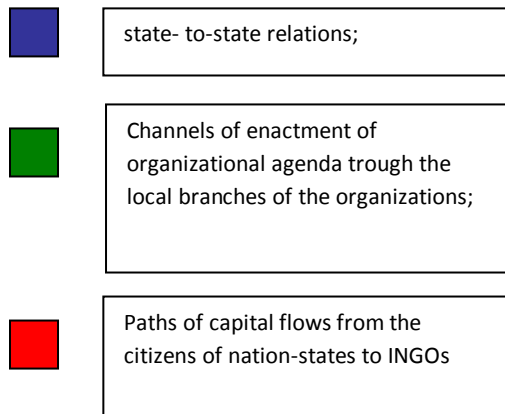 state- to-state relations;
Channels of enactment of
organizational agenda trough the
local branches of the organizations;
Paths of capital flows from the
citizens of nation-states to INGOs